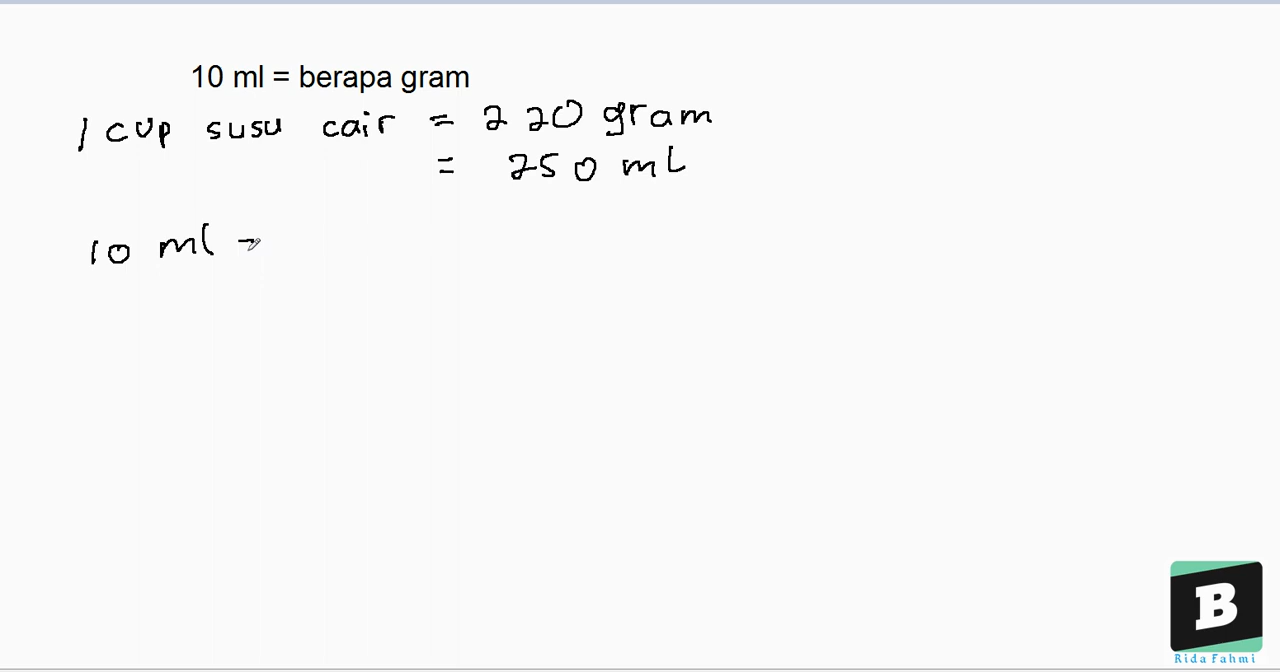 10 ml = berapa gram
1 cup susu cair = 220 gram
= 250 ml
10 ml =
B
Rida Fahmi